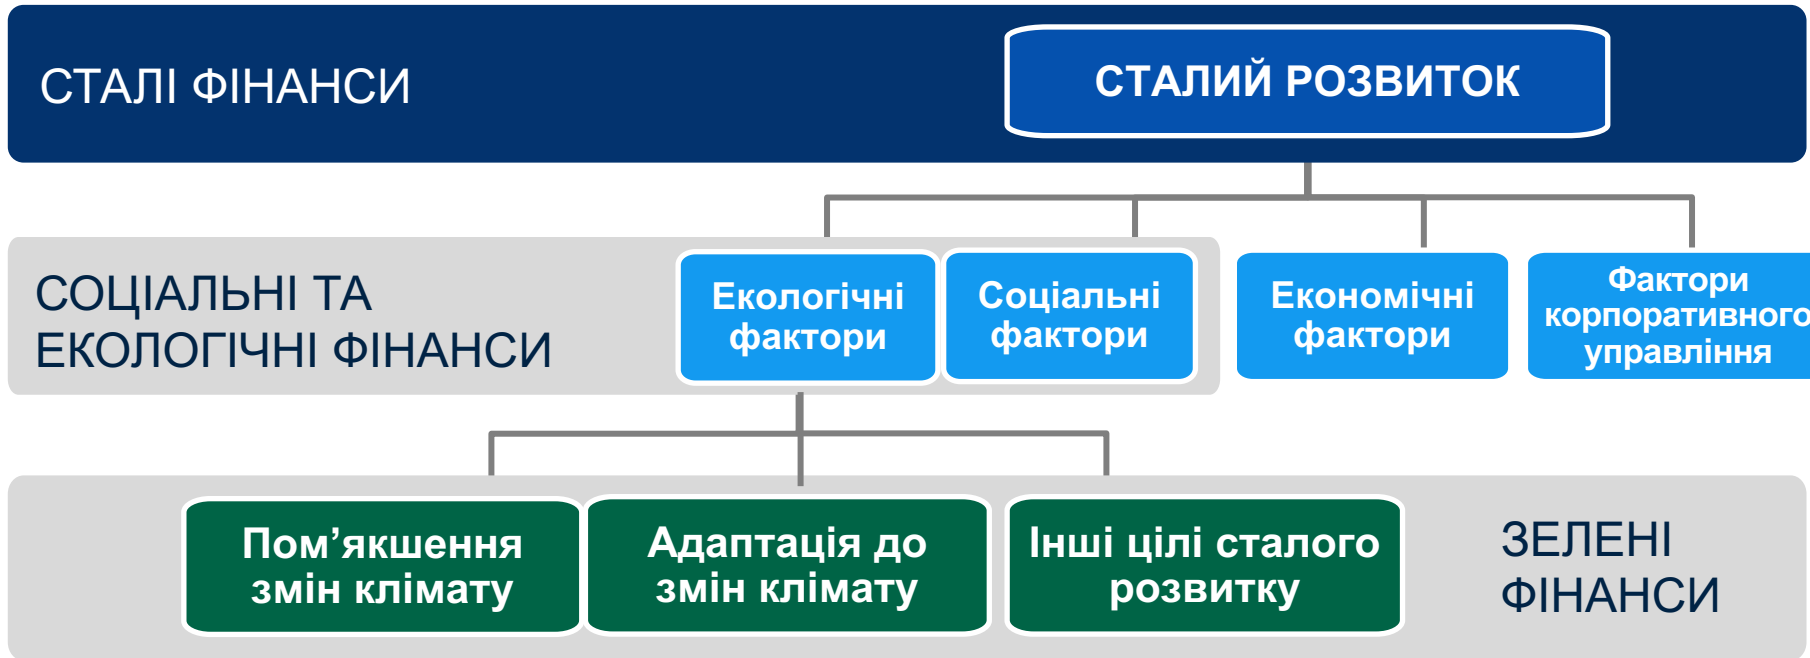 СТАЛІ ФІНАНСИ
СТАЛИЙ РОЗВИТОК
СОЦІАЛЬНІ ТА
ЕКОЛОГІЧНІ ФІНАНСИ
Екологічні
фактори
Соціальні
фактори
Економічні
фактори
Фактори
корпоративного
управління
Пом’якшення
змін клімату
Адаптація до
змін клімату
Інші цілі сталого
розвитку
ЗЕЛЕНІ
ФІНАНСИ